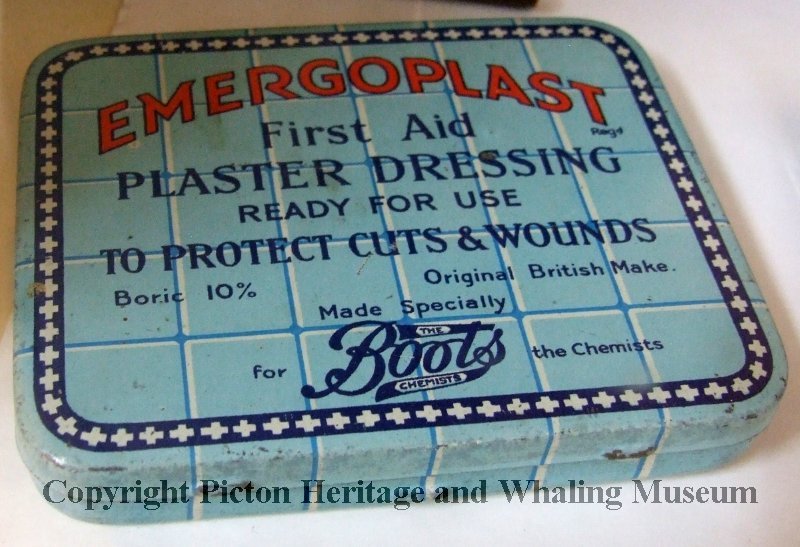 EMERGOPLAST
Regd
First Aid
PLASTER DRESSING
READY FOR USE
TO PROTECT CUTS & WOUNDS
Boric 10%
Original British Make.
Made Specially
for THE Boots CHEMISTS the Chemists
Copyright Picton Heritage and Whaling Museum